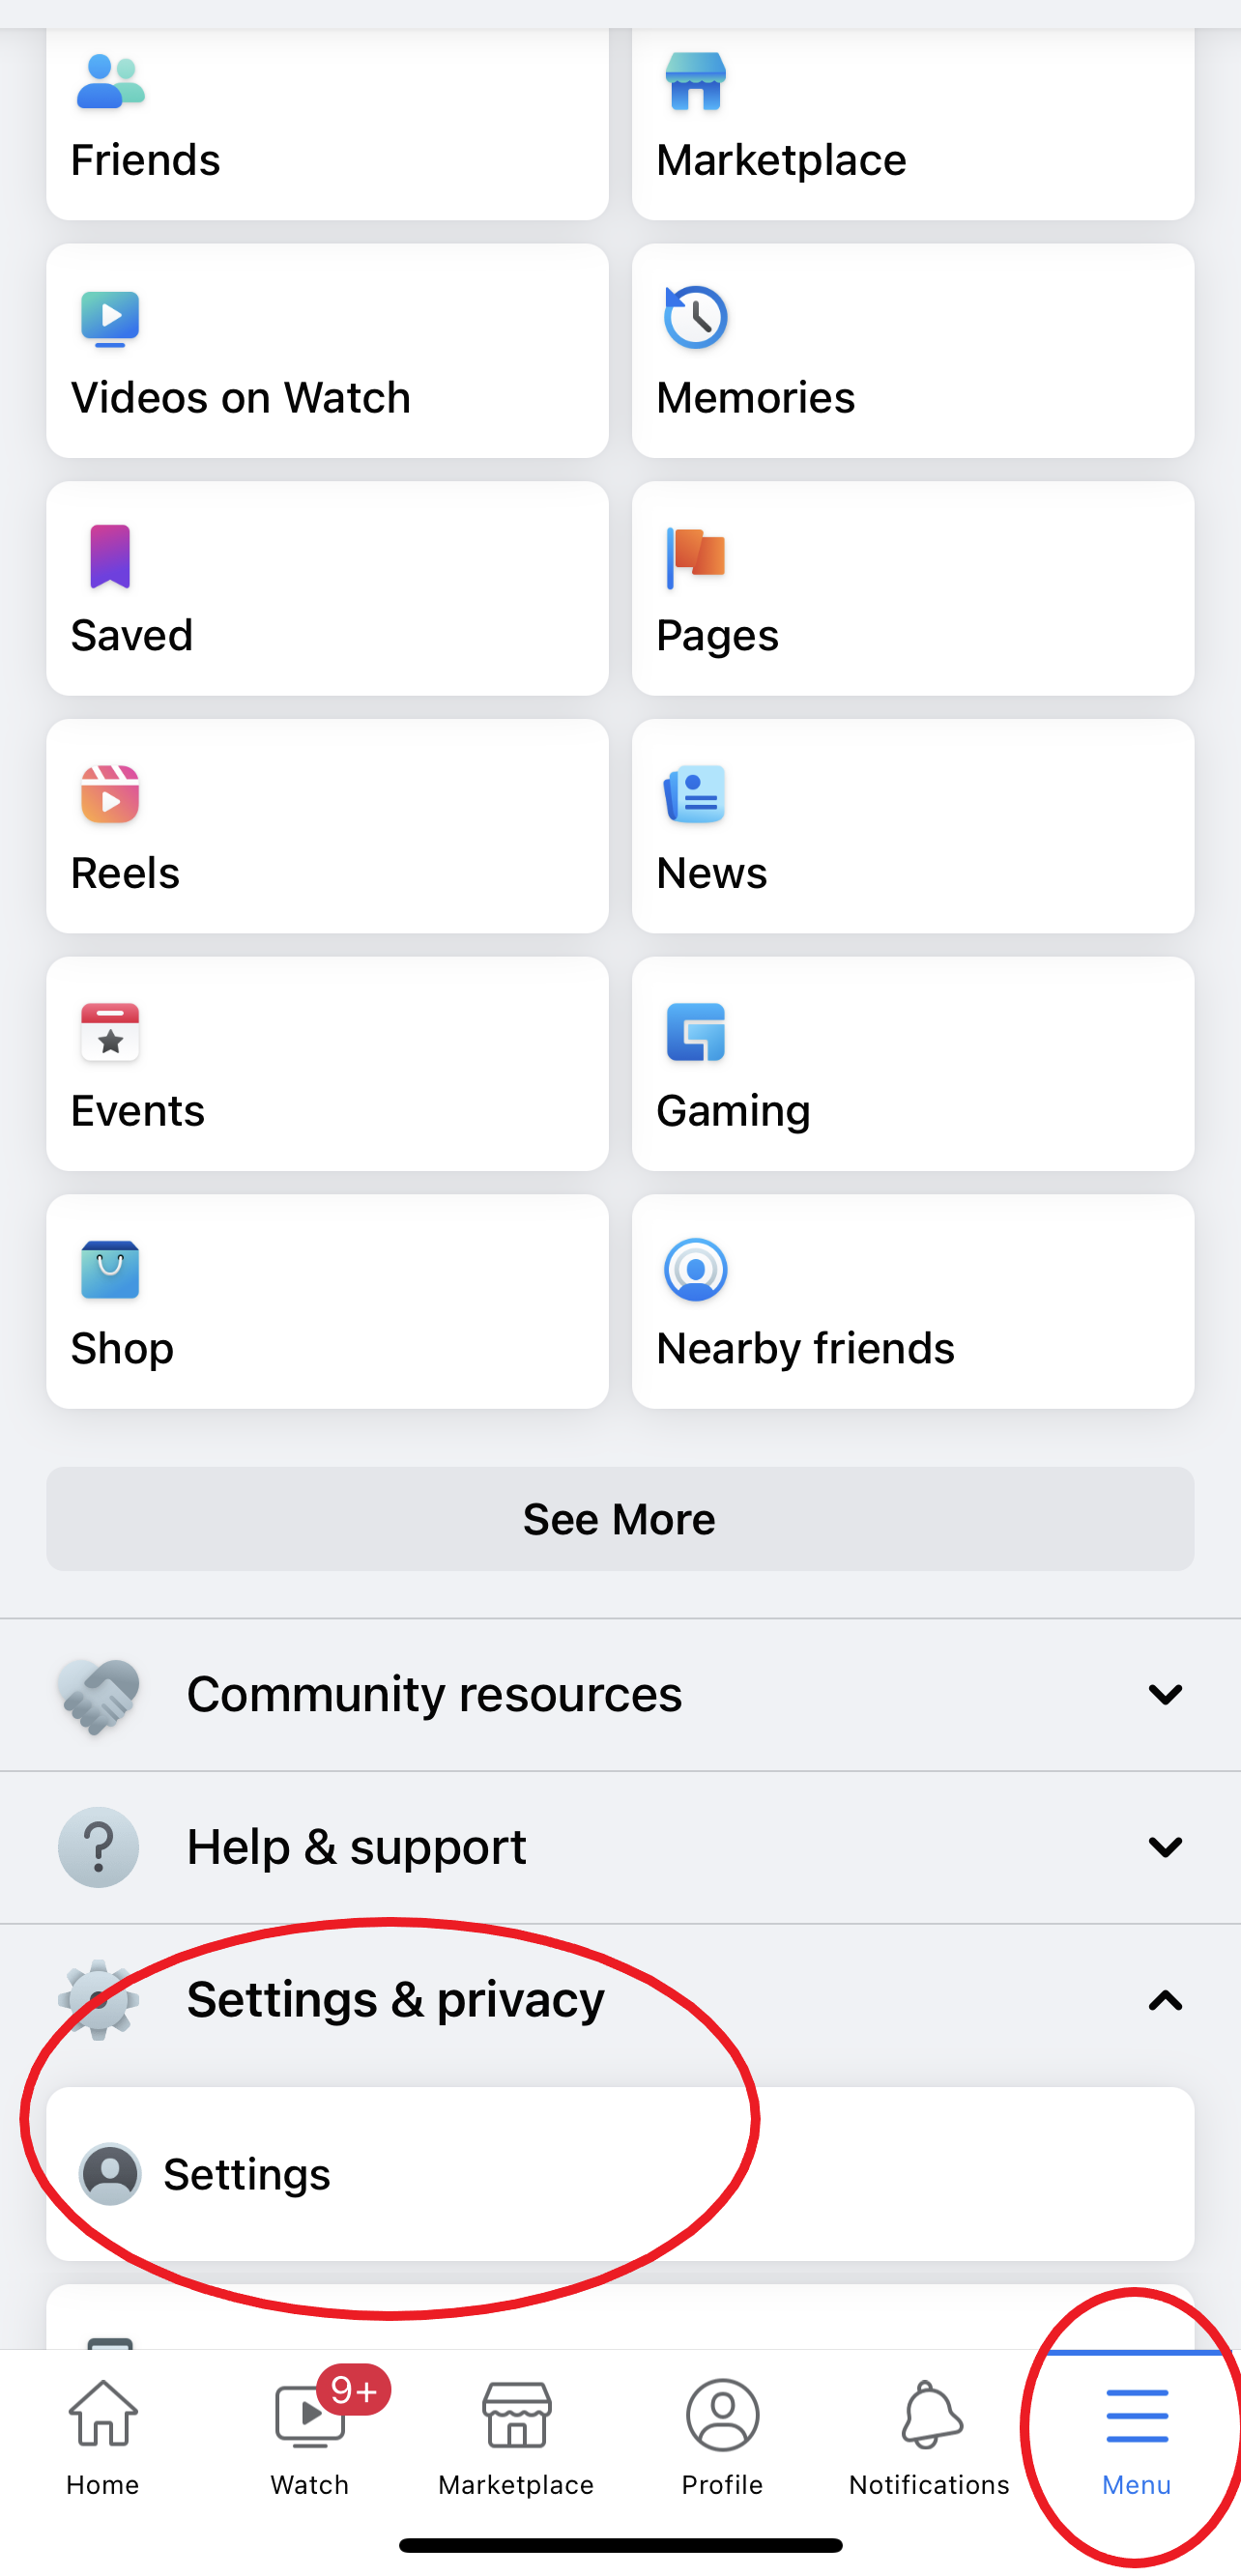 Friends
Marketplace
Videos on Watch
Memories
Saved
Pages
Reels
News
Events
Gaming
Shop
Nearby friends
See More
Community resources
Help & support
Settings & privacy
Settings
9+
Home
Watch
Marketplace
Profile
Notifications
Menu